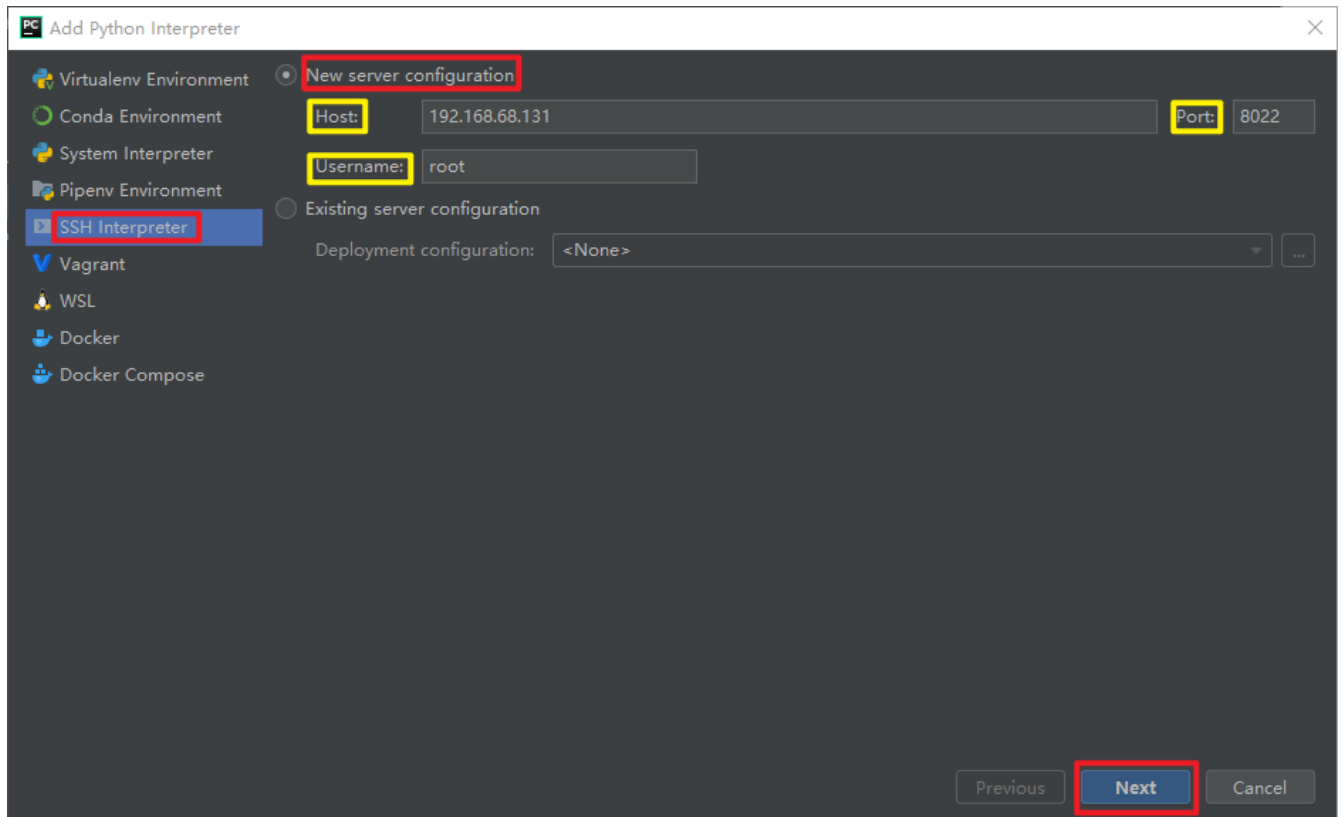 PC Add Python Interpreter
Virtualenv Environment
Conda Environment
System Interpreter
Pipenv Environment
SSH Interpreter
Vagrant
WSL
Docker
Docker Compose
New server configuration
Host: 192.168.68.131 Port: 8022
Username: root
Existing server configuration
Deployment configuration: <None> ...
Previous Next Cancel